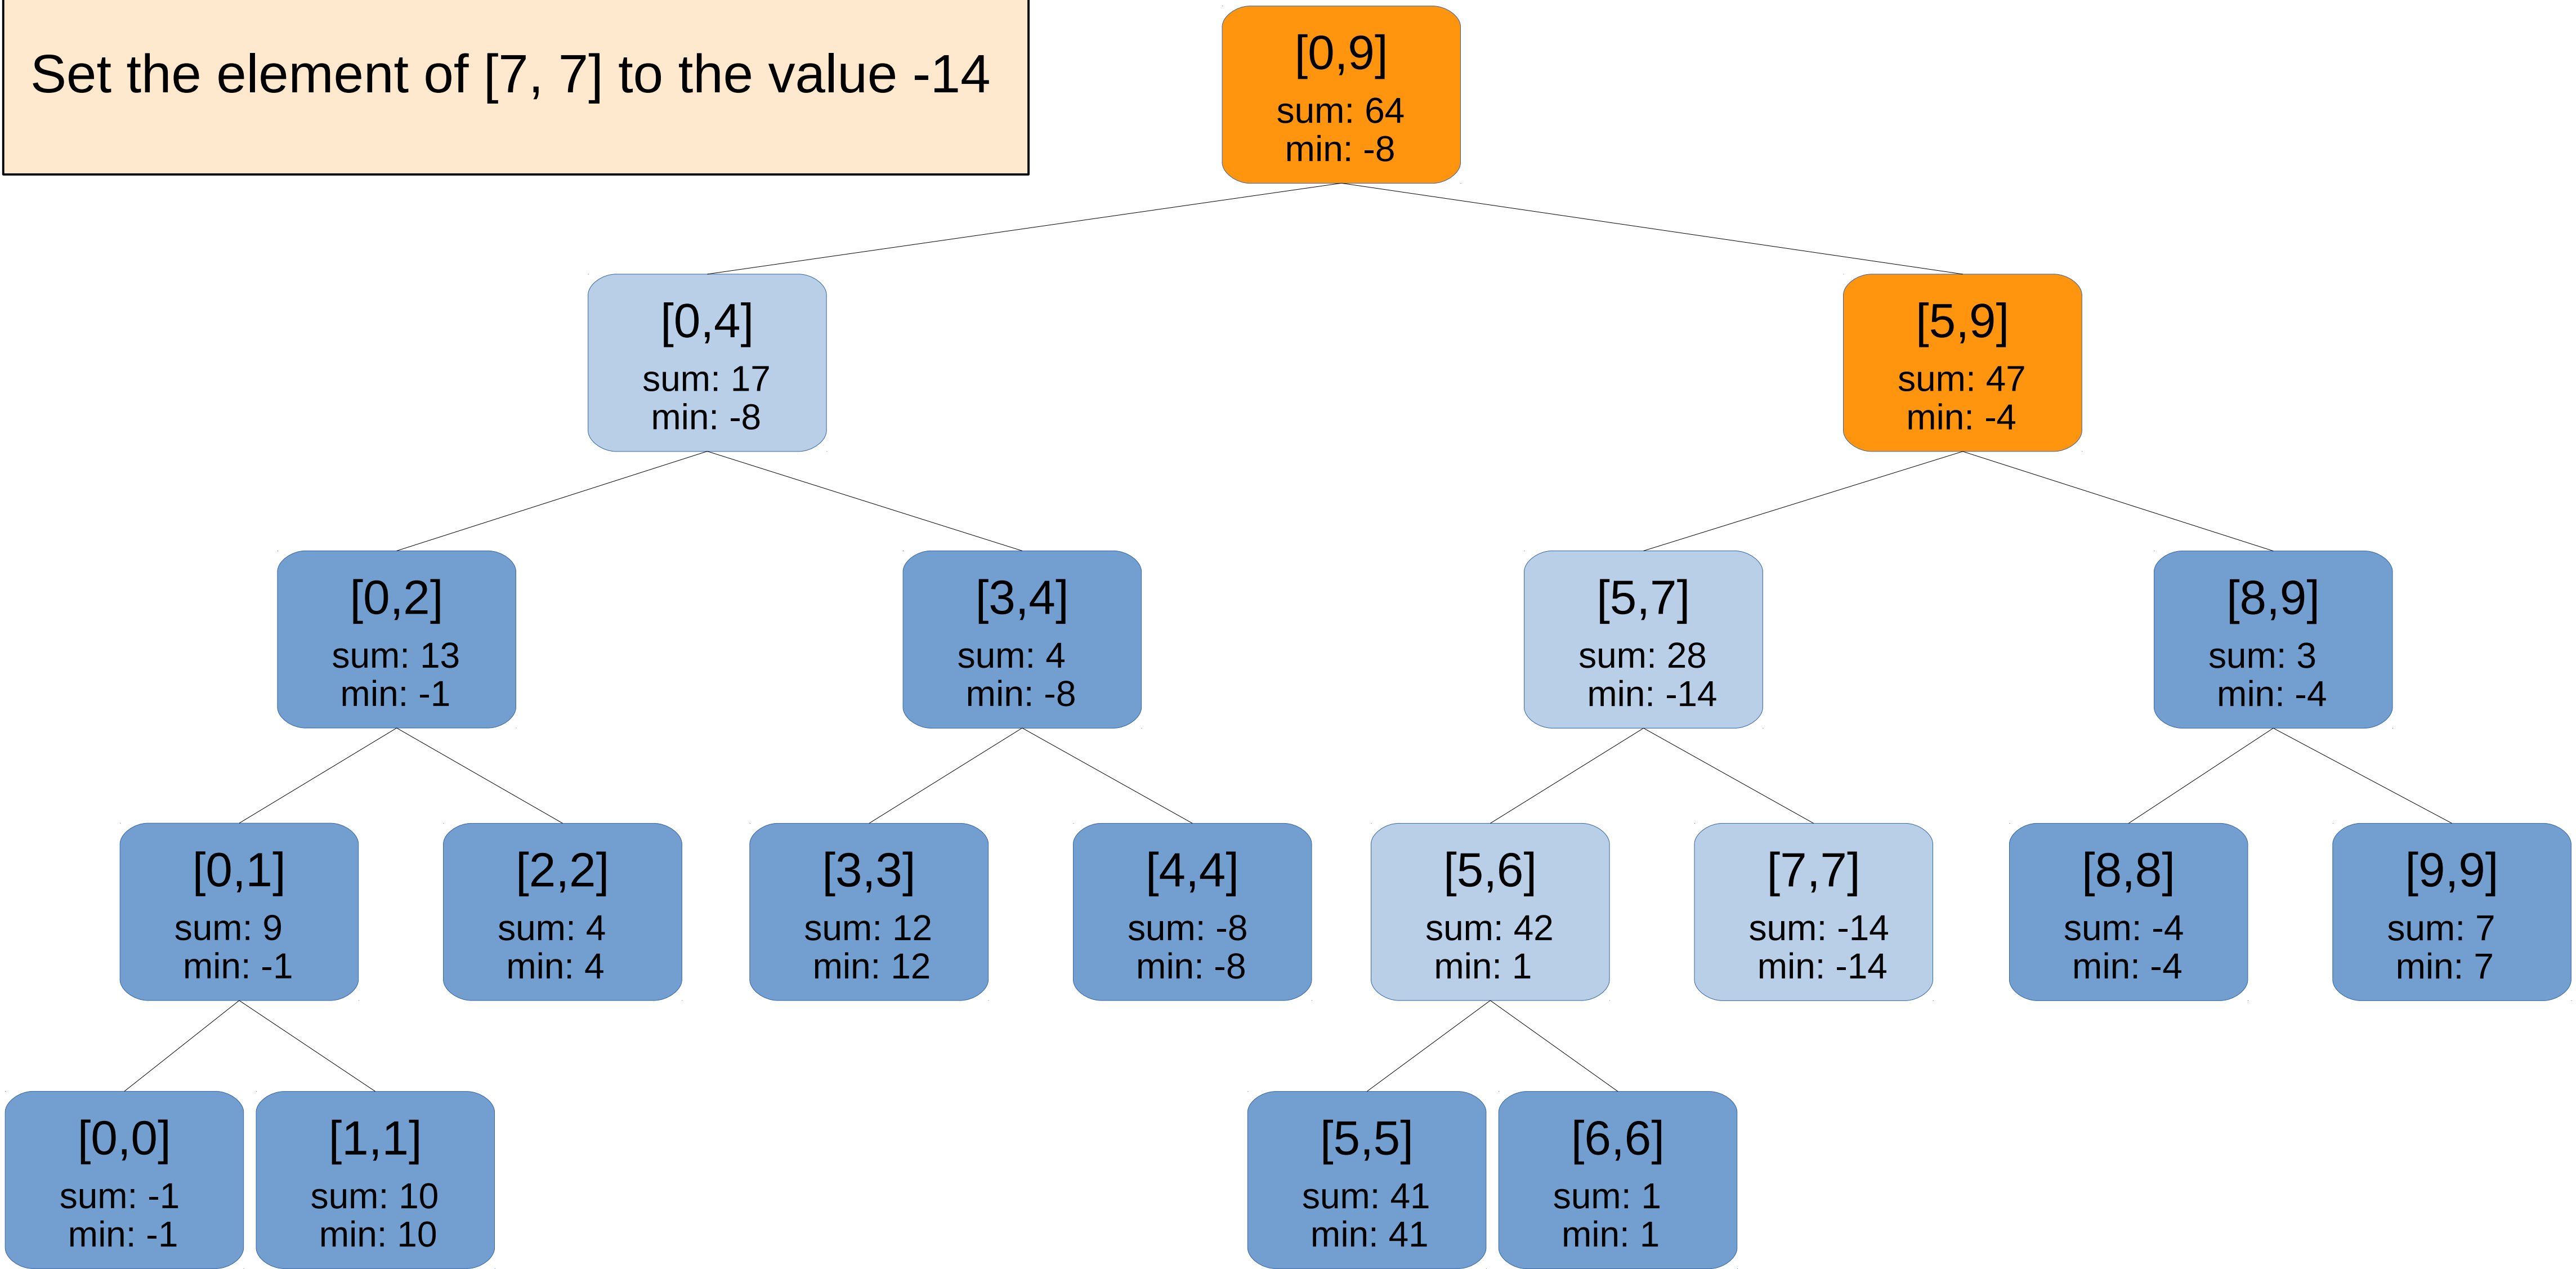 Set the element of [7, 7] to the value -14
[0,9]
sum: 64
min: -8
[0,4]
sum: 17
min: -8
[5,9]
sum: 47
min: -4
[0,2]
sum: 13
min: -1
[3,4]
sum: 4
min: -8
[5,7]
sum: 28
min: -14
[8,9]
sum: 3
min: -4
[0,1]
sum: 9
min: -1
[2,2]
sum: 4
min: 4
[3,3]
sum: 12
min: 12
[4,4]
sum: -8
min: -8
[5,6]
sum: 42
min: 1
[7,7]
sum: -14
min: -14
[8,8]
sum: -4
min: -4
[9,9]
sum: 7
min: 7
[0,0]
sum: -1
min: -1
[1,1]
sum: 10
min: 10
[5,5]
sum: 41
min: 41
[6,6]
sum: 1
min: 1